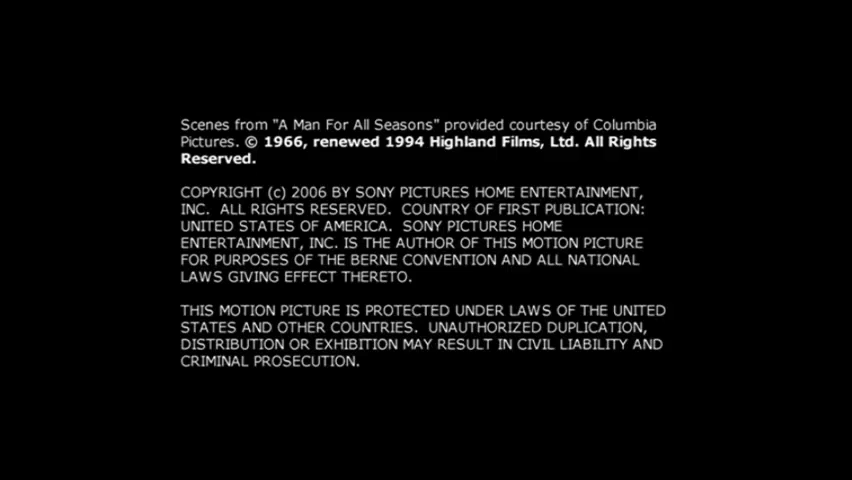 Scenes from "A Man For All Seasons" provided courtesy of Columbia
Pictures. © 1966, renewed 1994 Highland Films, Ltd. All Rights
Reserved.
COPYRIGHT (c) 2006 BY SONY PICTURES HOME ENTERTAINMENT,
INC.  ALL RIGHTS RESERVED.  COUNTRY OF FIRST PUBLICATION:
UNITED STATES OF AMERICA.  SONY PICTURES HOME
ENTERTAINMENT, INC. IS THE AUTHOR OF THIS MOTION PICTURE
FOR PURPOSES OF THE BERNE CONVENTION AND ALL NATIONAL
LAWS GIVING EFFECT THERETO.
THIS MOTION PICTURE IS PROTECTED UNDER LAWS OF THE UNITED
STATES AND OTHER COUNTRIES.  UNAUTHORIZED DUPLICATION,
DISTRIBUTION OR EXHIBITION MAY RESULT IN CIVIL LIABILITY AND
CRIMINAL PROSECUTION.